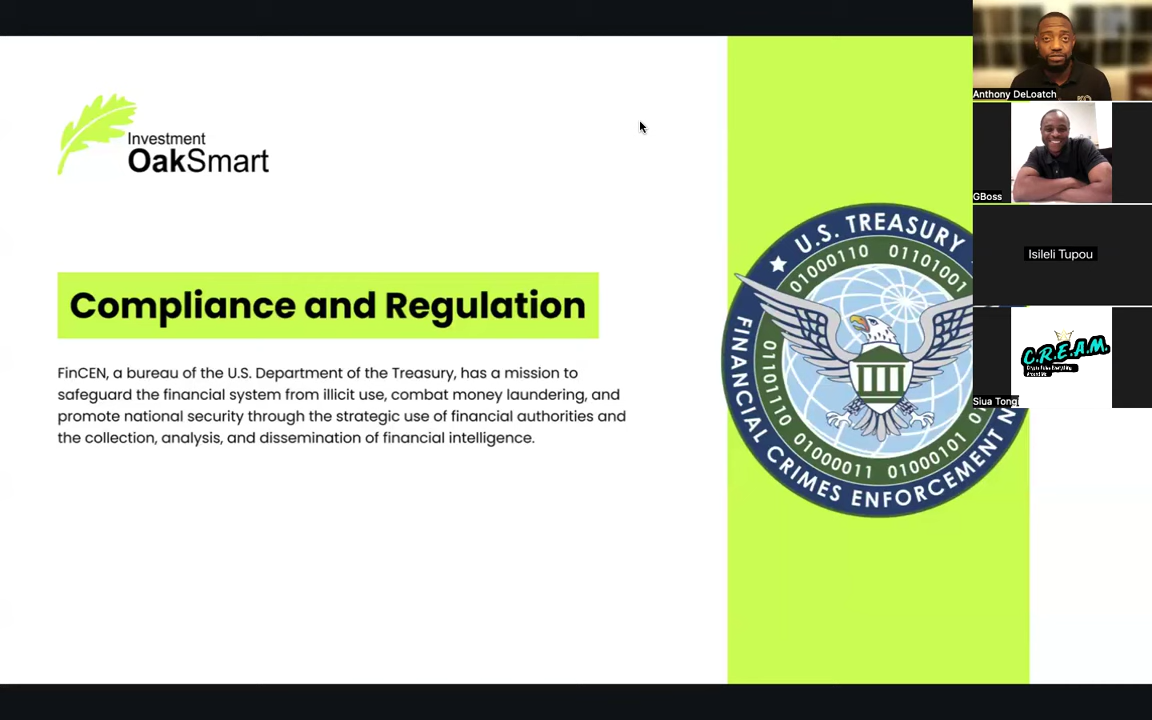 Investment
OakSmart
Compliance and Regulation
FinCEN, a bureau of the U.S. Department of the Treasury, has a mission to
safeguard the financial system from illicit use, combat money laundering, and
promote national security through the strategic use of financial authorities and
the collection, analysis, and dissemination of financial intelligence.
U.S. TREASURY
FINANCIAL CRIMES ENFORCEMENT N
01000110 01101001
01101110
01000011 01000101
Anthony DeLoatch
GBoss
Isileli Tupou
C.R.E.A.M.
Siua Tong